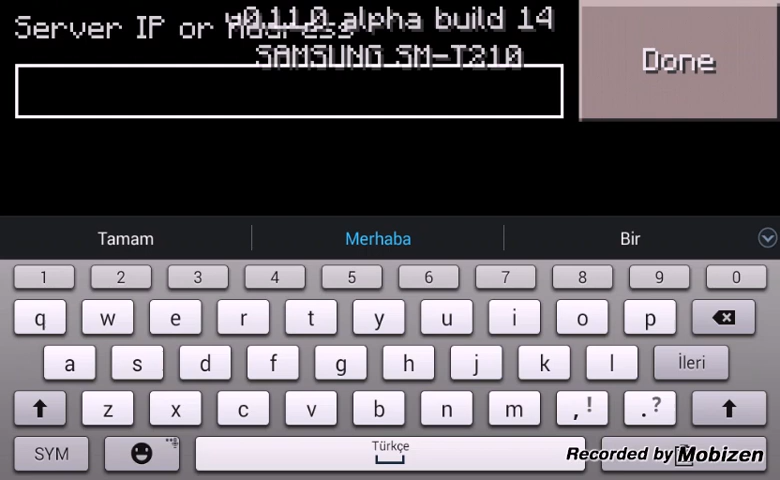 v0.11.0 alpha build 14
Server IP or Address
SAMSUNG SM-T210
Done
Tamam Merhaba Bir
1 2 3 4 5 6 7 8 9 0
q w e r t y u i o p
a s d f g h j k l İleri
z x c v b n m ,! .?
SYM Türkçe Recorded by Mobizen